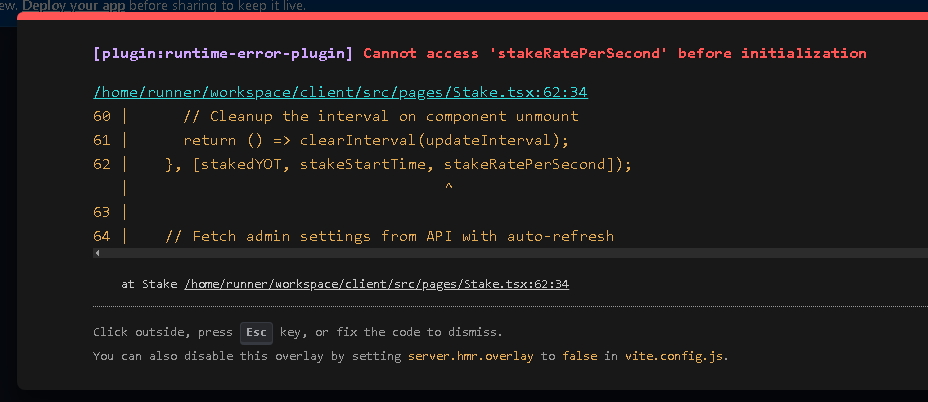 ew. Deploy your app before sharing to keep it live.
[plugin:runtime-error-plugin] Cannot access 'stakeRatePerSecond' before initialization
/home/runner/workspace/client/src/pages/Stake.tsx:62:34
60 |      // Cleanup the interval on component unmount
61 |      return () => clearInterval(updateInterval);
62 |    }, [stakedYOT, stakeStartTime, stakeRatePerSecond]);
   |                                   ^
63 |
64 |    // Fetch admin settings from API with auto-refresh
at Stake /home/runner/workspace/client/src/pages/Stake.tsx:62:34
Click outside, press Esc key, or fix the code to dismiss.
You can also disable this overlay by setting server.hmr.overlay to false in vite.config.js.